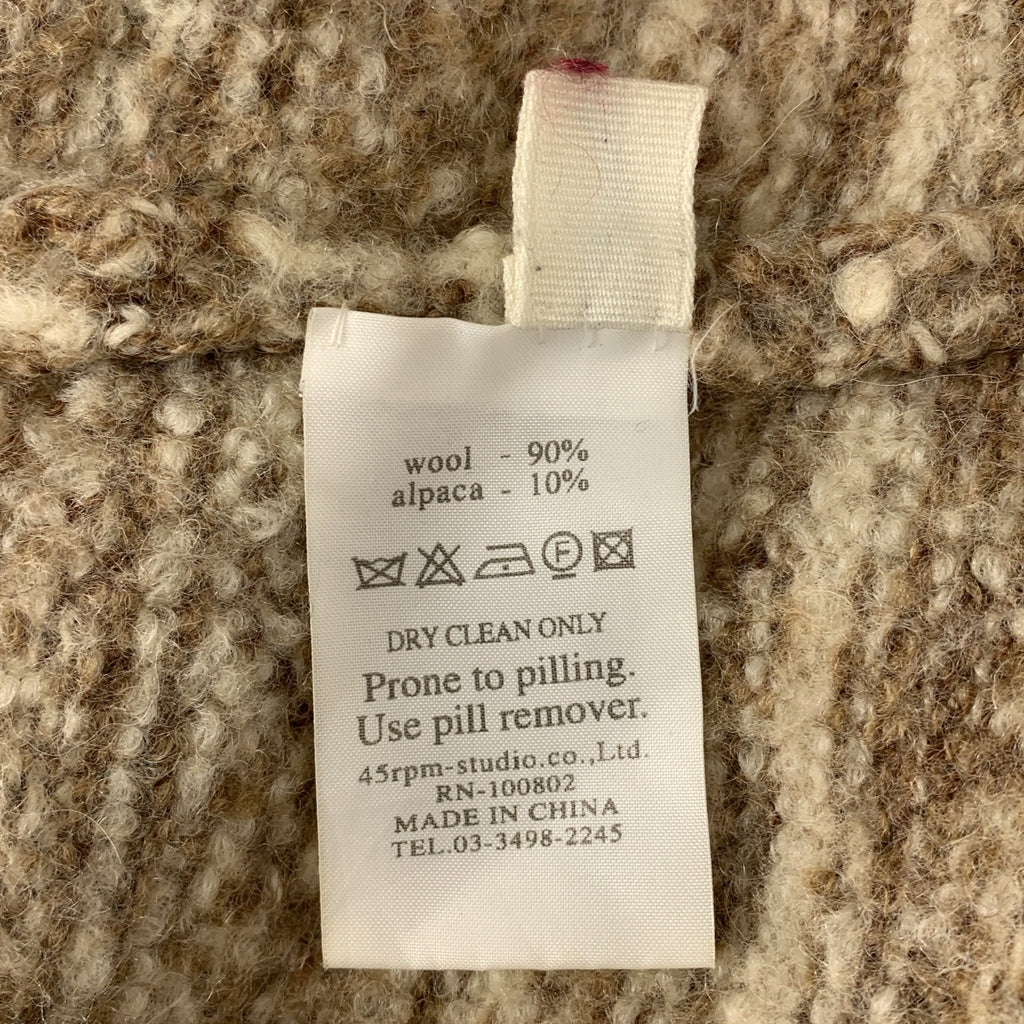 wool - 90%
alpaca - 10%
F
DRY CLEAN ONLY
Prone to pilling.
Use pill remover.
45rpm-studio.co.,Ltd.
RN-100802
MADE IN CHINA
TEL.03-3498-2245